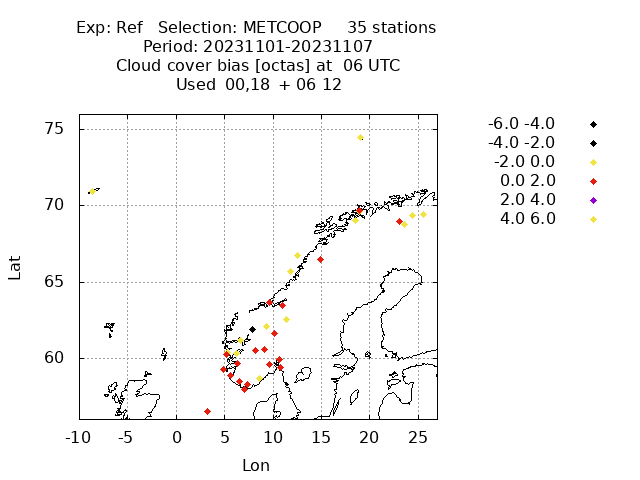 Exp: Ref Selection: METCOOP 35 stations
Period: 20231101-20231107
Cloud cover bias [octas] at 06 UTC
Used 00,18 + 06 12
-6.0 -4.0
-4.0 -2.0
-2.0 0.0
0.0 2.0
2.0 4.0
4.0 6.0
75
70
65
60
Lat
-10 -5 0 5 10 15 20 25
Lon